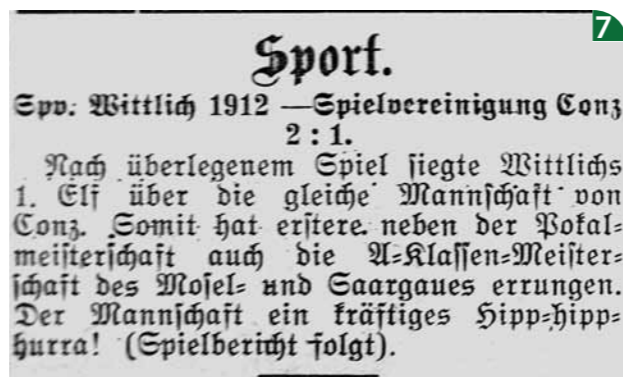 7
Sport.
Spv. Wittlich 1912 —Spielvereinigung Conz
2 : 1.
Nach überlegenem Spiel siegte Wittlichs
1. Elf über die gleiche Mannschaft von
Conz. Somit hat erstere neben der Pokal-
meisterschaft auch die A-Klassen-Meister-
schaft des Mosel- und Saargaues errungen.
Der Mannschaft ein kräftiges Hipp-hipp-
hurra! (Spielbericht folgt).